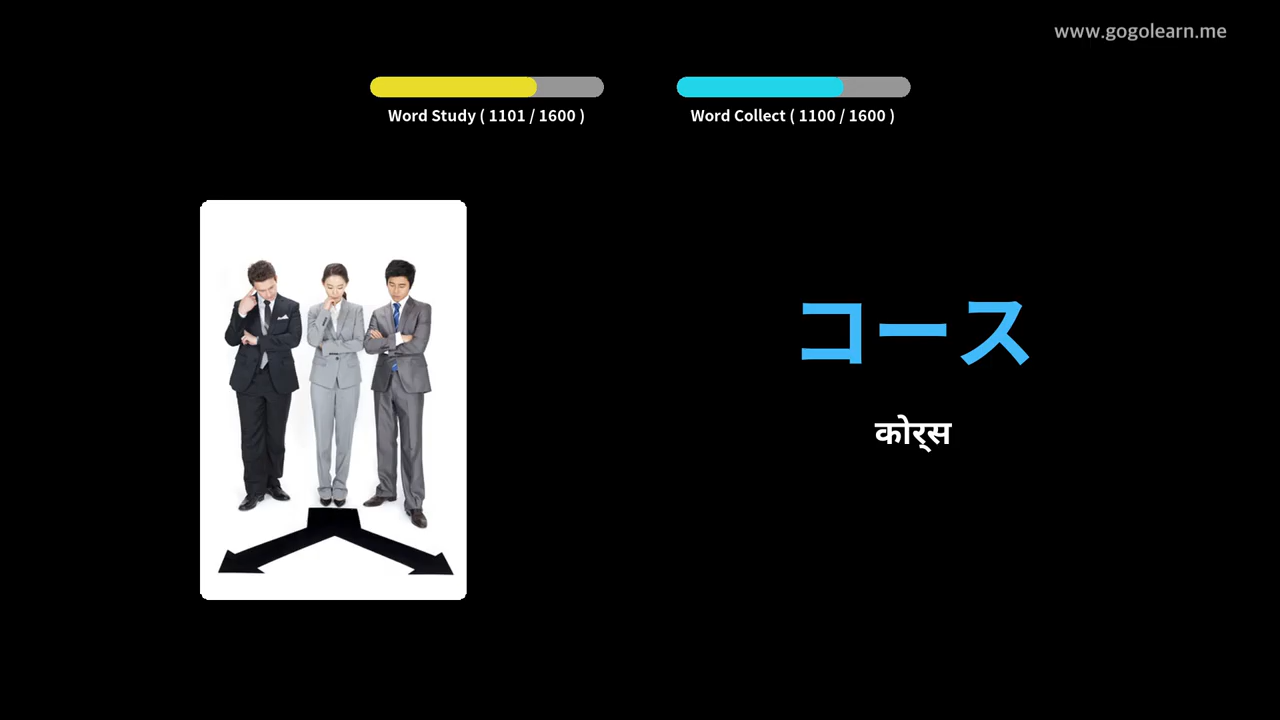 www.gogolearn.me
Word Study ( 1101 / 1600 )
Word Collect ( 1100 / 1600 )
コース
कोर्स